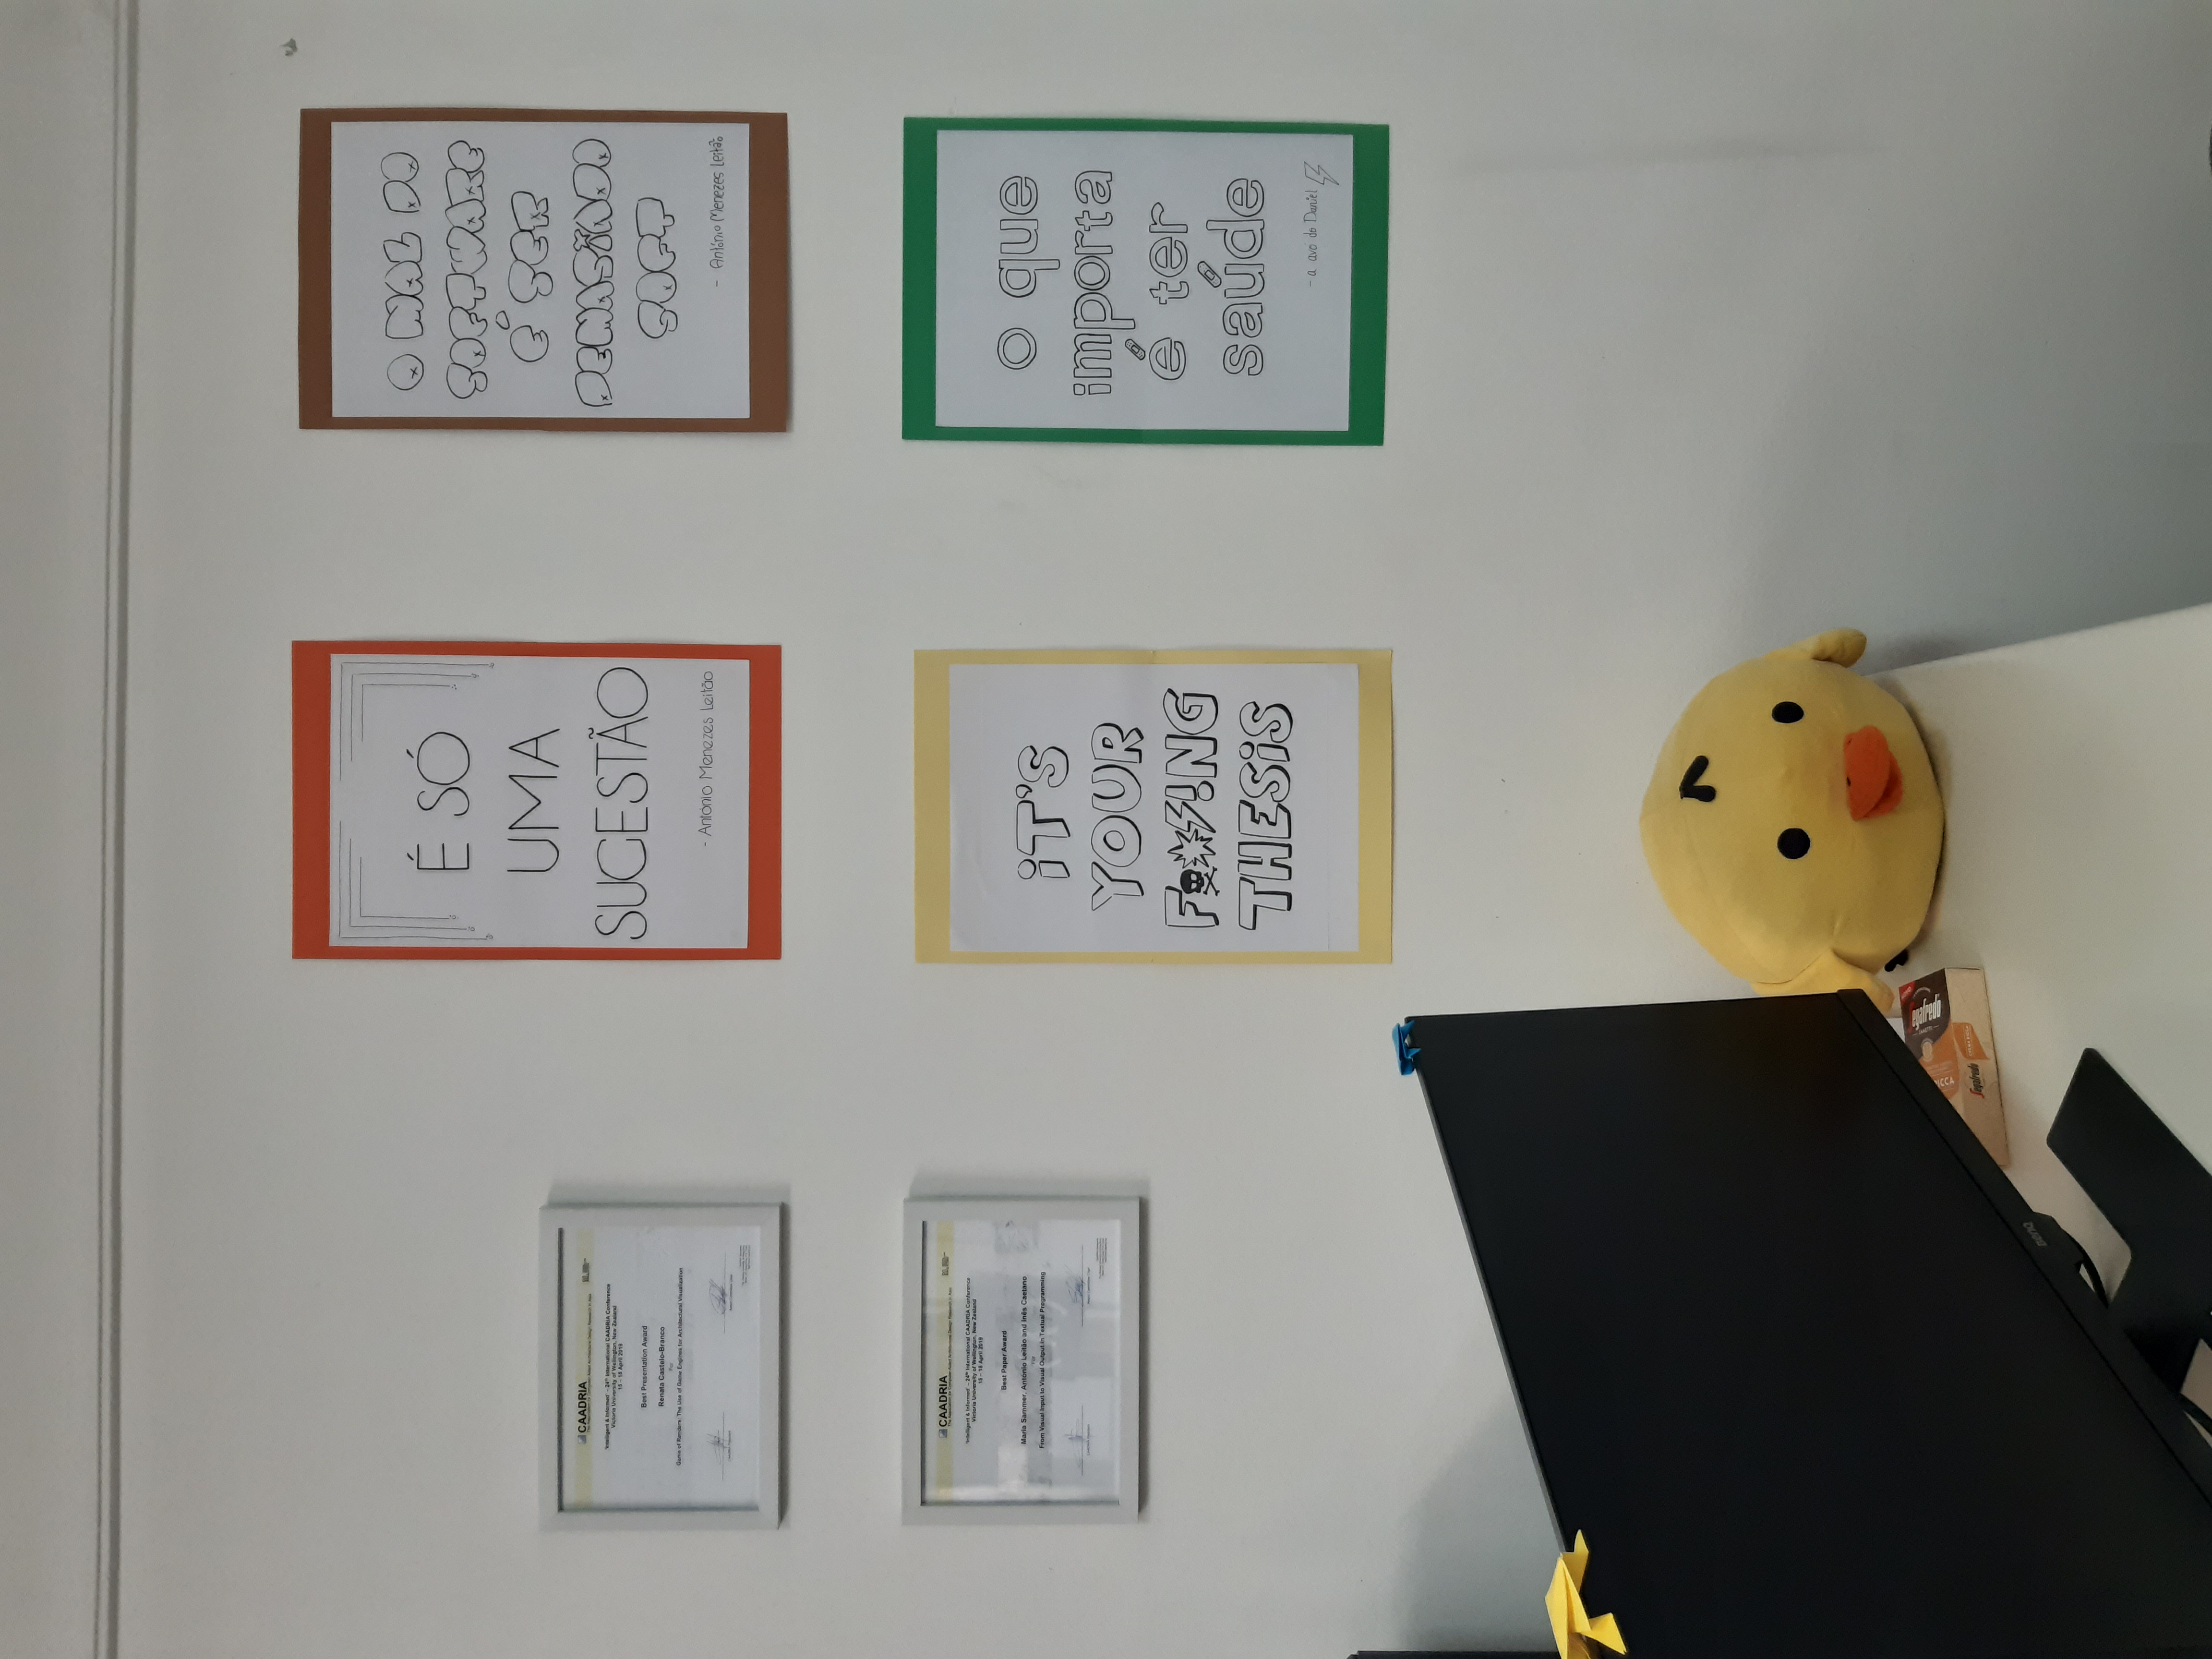 CAADRIA
The Association for Computer-Aided Architectural Design Research in Asia
'Intelligent & Informed' - 24th International CAADRIA Conference
Victoria University of Wellington, New Zealand
15 – 18 April 2019
Best Presentation Award
Renata Castelo-Branco
For
Game of Renders: The Use of Game Engines for Architectural Visualisation
CAADRIA
The Association for Computer-Aided Architectural Design Research in Asia
'Intelligent & Informed' - 24th International CAADRIA Conference
Victoria University of Wellington, New Zealand
15 – 18 April 2019
Best Paper Award
Maria Sammer, António Leitão and Inês Caetano
For
From Visual Input to Visual Output in Textual Programming
É SÓ
UMA
SUGESTÃO
- António Menezes Leitão
O MAL DO
SOFTWARE
É SER
DEMASIADO
SOFT
- António Menezes Leitão
iT'S
YOUR
F☠✸⚡!NG
THESiS
o que
importa
é ter
saúde
- a avo do Daniel
Segafredo
Segafredo
BenQ